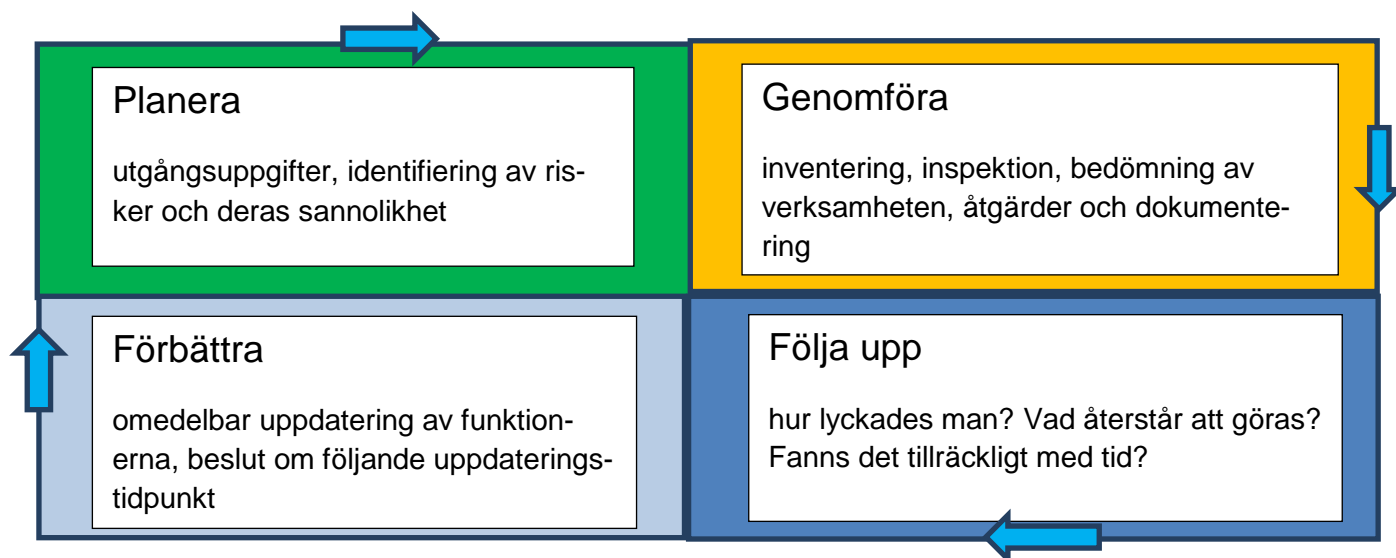 Planera
utgångsuppgifter, identifiering av ris-
ker och deras sannolikhet
Genomföra
inventering, inspektion, bedömning av
verksamheten, åtgärder och dokumente-
ring
Förbättra
omedelbar uppdatering av funktion-
erna, beslut om följande uppdaterings-
tidpunkt
Följa upp
hur lyckades man? Vad återstår att göras?
Fanns det tillräckligt med tid?